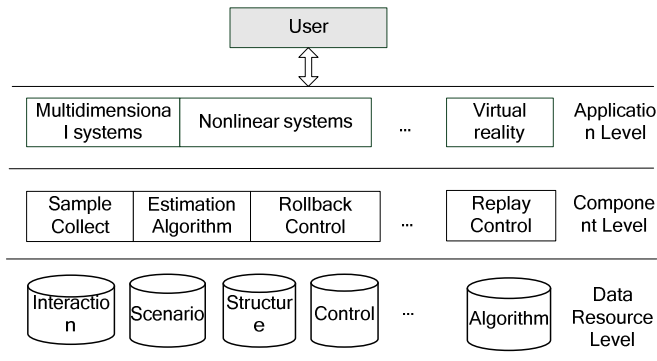 User
Multidimensiona
l systems
Nonlinear systems
...
Virtual
reality
Applicatio
n Level
Sample
Collect
Estimation
Algorithm
Rollback
Control
...
Replay
Control
Compone
nt Level
Interactio
n
Scenario
Structur
e
Control
...
Algorithm
Data
Resource
Level